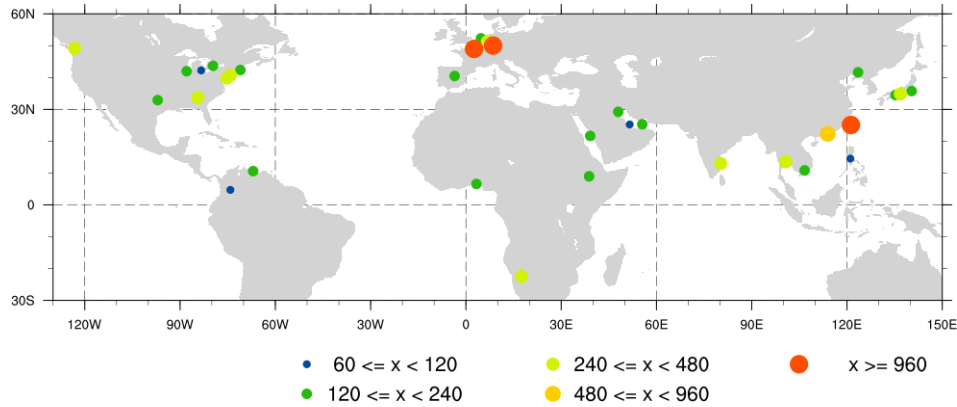 60N
30N
0
30S
120W 90W 60W 30W 0 30E 60E 90E 120E 150E
60 <= x < 120 240 <= x < 480 x >= 960
120 <= x < 240 480 <= x < 960